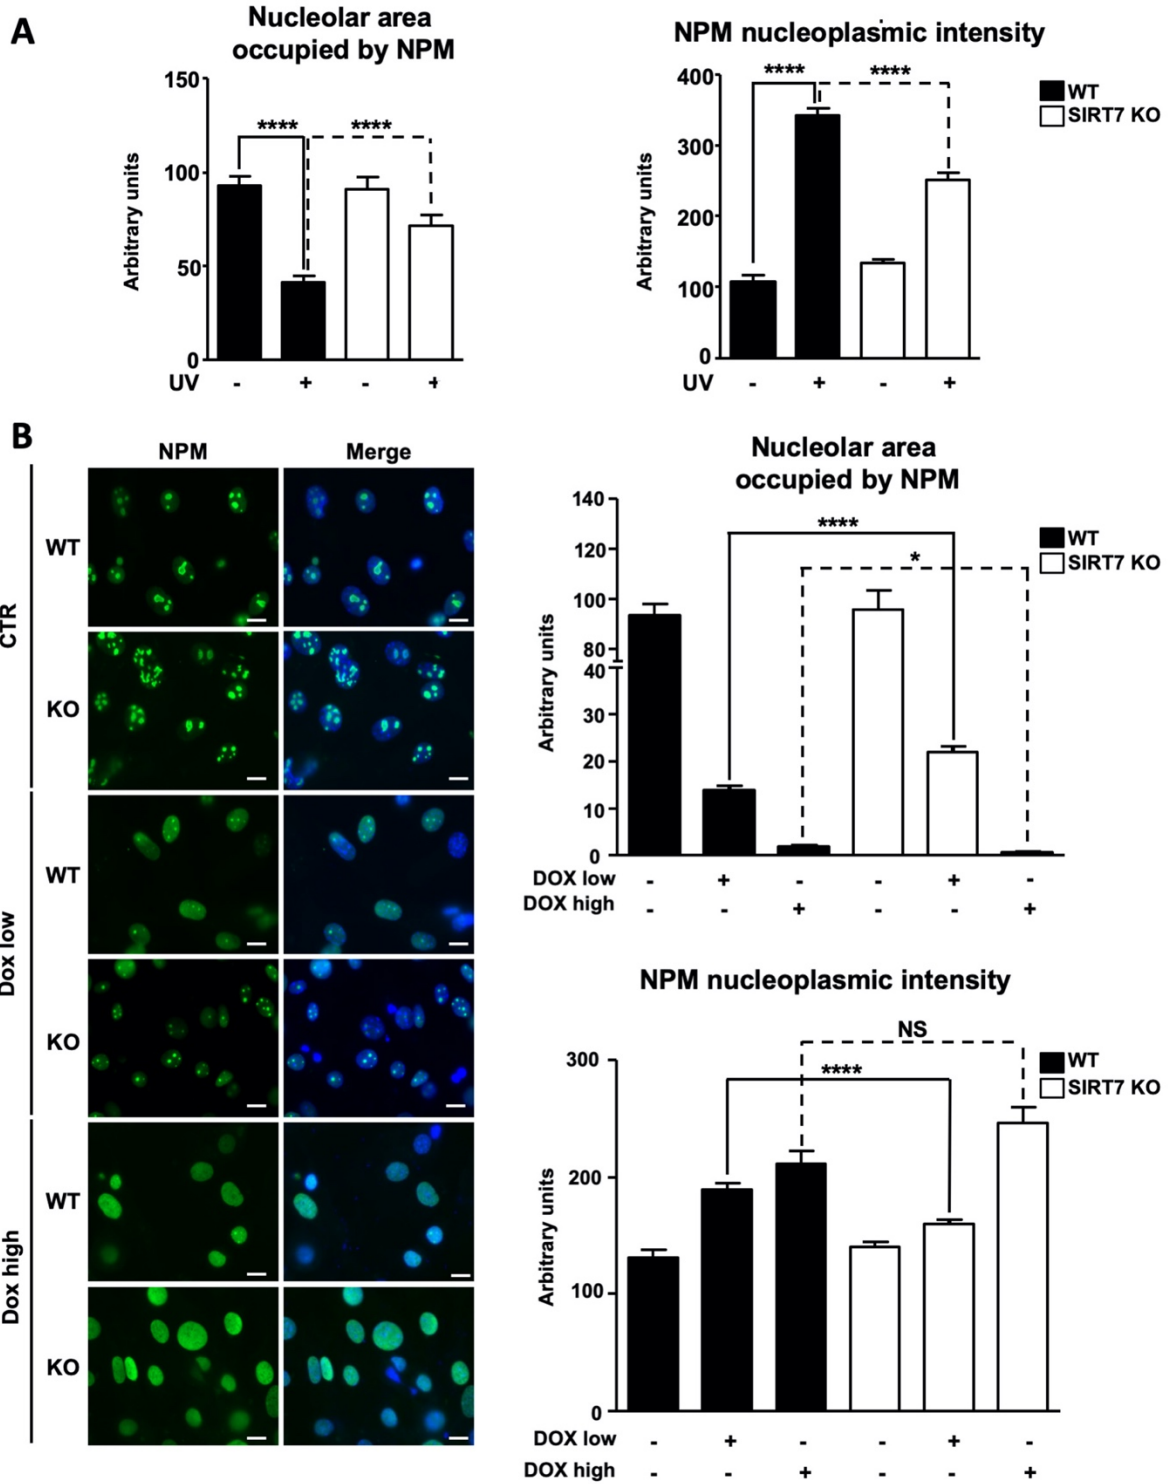 A
Nucleolar area
occupied by NPM
Arbitrary units
150
100
50
0
**** ****
UV - + - +
NPM nucleoplasmic intensity
Arbitrary units
400
300
200
100
0
**** ****
UV - + - +
WT
SIRT7 KO
B
NPM Merge
CTR
WT
KO
Dox low
WT
KO
Dox high
WT
KO
Nucleolar area
occupied by NPM
Arbitrary units
140
120
100
80
40
30
20
10
0
****
*
WT
SIRT7 KO
DOX low - + - - + -
DOX high - - + - - +
NPM nucleoplasmic intensity
Arbitrary units
300
200
100
0
NS
****
WT
SIRT7 KO
DOX low - + - - + -
DOX high - - + - - +